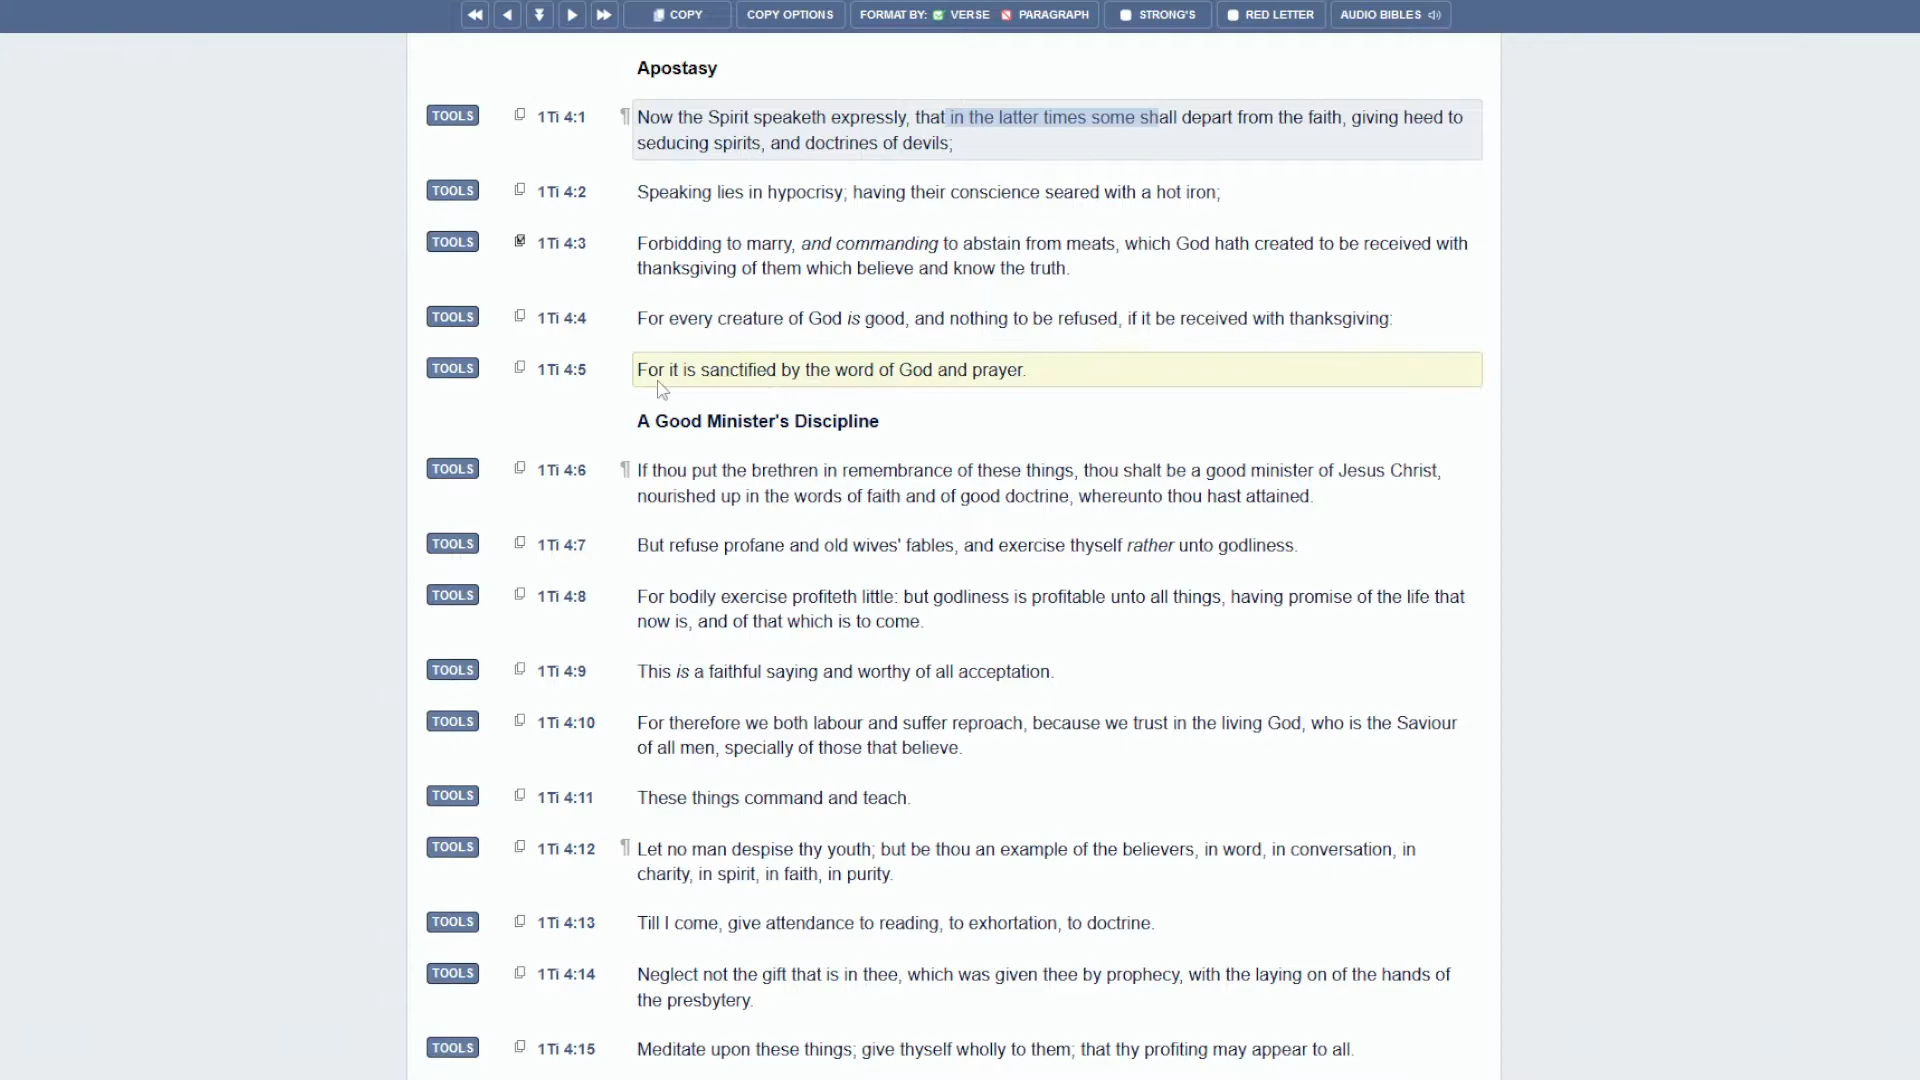 COPY COPY OPTIONS FORMAT BY: VERSE PARAGRAPH STRONG'S RED LETTER AUDIO BIBLES
Apostasy
TOOLS 1Ti 4:1 ¶ Now the Spirit speaketh expressly, that in the latter times some shall depart from the faith, giving heed to
seducing spirits, and doctrines of devils;
TOOLS 1Ti 4:2 Speaking lies in hypocrisy; having their conscience seared with a hot iron;
TOOLS 1Ti 4:3 Forbidding to marry, and commanding to abstain from meats, which God hath created to be received with
thanksgiving of them which believe and know the truth.
TOOLS 1Ti 4:4 For every creature of God is good, and nothing to be refused, if it be received with thanksgiving:
TOOLS 1Ti 4:5 For it is sanctified by the word of God and prayer.
A Good Minister's Discipline
TOOLS 1Ti 4:6 ¶ If thou put the brethren in remembrance of these things, thou shalt be a good minister of Jesus Christ,
nourished up in the words of faith and of good doctrine, whereunto thou hast attained.
TOOLS 1Ti 4:7 But refuse profane and old wives' fables, and exercise thyself rather unto godliness.
TOOLS 1Ti 4:8 For bodily exercise profiteth little: but godliness is profitable unto all things, having promise of the life that
now is, and of that which is to come.
TOOLS 1Ti 4:9 This is a faithful saying and worthy of all acceptation.
TOOLS 1Ti 4:10 For therefore we both labour and suffer reproach, because we trust in the living God, who is the Saviour
of all men, specially of those that believe.
TOOLS 1Ti 4:11 These things command and teach.
TOOLS 1Ti 4:12 ¶ Let no man despise thy youth; but be thou an example of the believers, in word, in conversation, in
charity, in spirit, in faith, in purity.
TOOLS 1Ti 4:13 Till I come, give attendance to reading, to exhortation, to doctrine.
TOOLS 1Ti 4:14 Neglect not the gift that is in thee, which was given thee by prophecy, with the laying on of the hands of
the presbytery.
TOOLS 1Ti 4:15 Meditate upon these things; give thyself wholly to them; that thy profiting may appear to all.